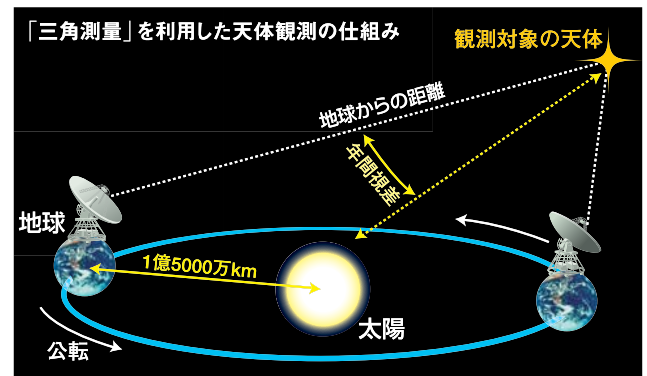 「三角測量」を利用した天体観測の仕組み
観測対象の天体
地球からの距離
年間視差
地球
1億5000万km
太陽
公転